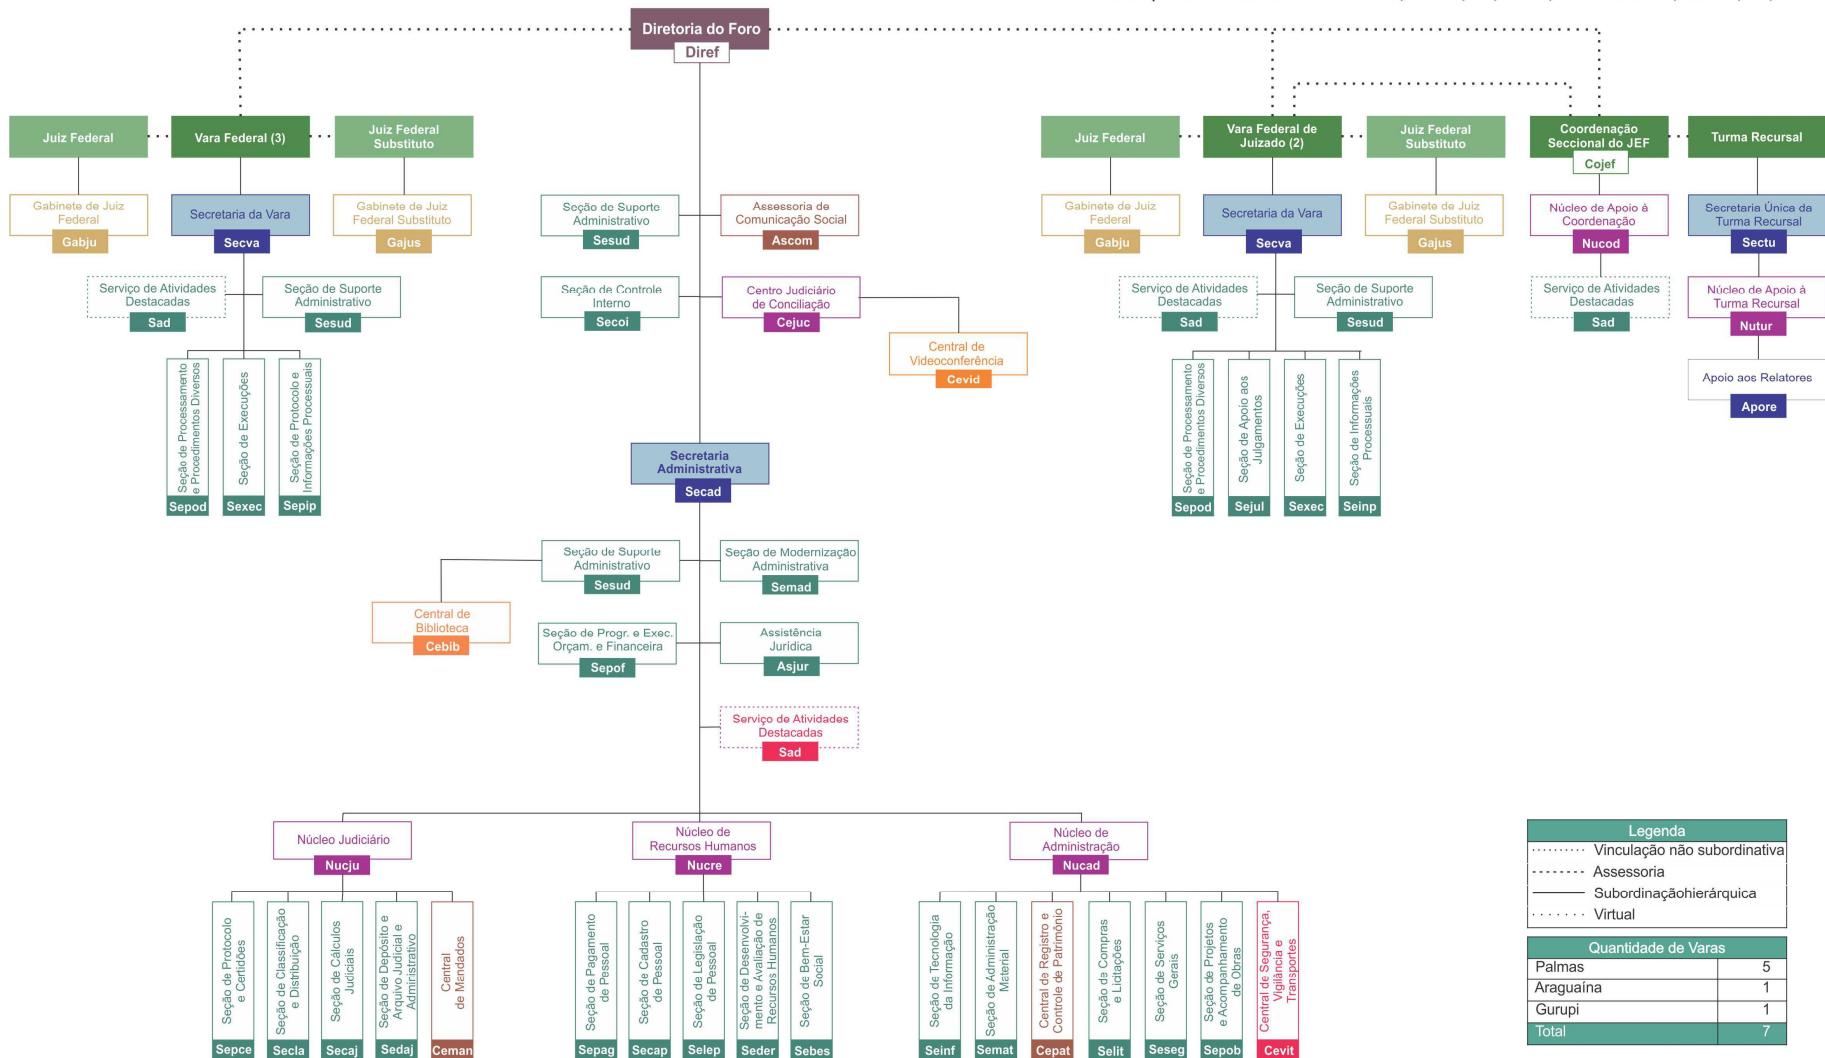 Diretoria do Foro
Diref
Juiz Federal
Vara Federal (3)
Juiz Federal
Substituto
Gabinete de Juiz
Federal
Gabju
Secretaria da Vara
Secva
Gabinete de Juiz
Federal Substituto
Gajus
Serviço de Atividades
Destacadas
Sad
Seção de Suporte
Administrativo
Sesud
Seção de Processamento
e Procedimentos Diversos
Sepod
Seção de Execuções
Sexec
Seção de Protocolo e
Informações Processuais
Sepip
Seção de Suporte
Administrativo
Sesud
Assessoria de
Comunicação Social
Ascom
Seção de Controle
Interno
Secoi
Centro Judiciário
de Conciliação
Cejuc
Central de
Videoconferência
Cevid
Juiz Federal
Vara Federal de
Juizado (2)
Juiz Federal
Substituto
Coordenação
Seccional do JEF
Cojef
Turma Recursal
Gabinete de Juiz
Federal
Gabju
Secretaria da Vara
Secva
Gabinete de Juiz
Federal Substituto
Gajus
Núcleo de Apoio à
Coordenação
Nucod
Secretaria Única da
Turma Recursal
Sectu
Serviço de Atividades
Destacadas
Sad
Seção de Suporte
Administrativo
Sesud
Serviço de Atividades
Destacadas
Sad
Núcleo de Apoio à
Turma Recursal
Nutur
Apoio aos Relatores
Apore
Seção de Processamento
e Procedimentos Diversos
Sepod
Seção de Apoio aos
Julgamentos
Sejul
Seção de Execuções
Sexec
Seção de Informações
Processuais
Seinp
Secretaria
Administrativa
Secad
Seção de Suporte
Administrativo
Sesud
Seção de Modernização
Administrativa
Semad
Central de
Biblioteca
Cebib
Seção de Progr. e Exec.
Orçam. e Financeira
Sepof
Assistência
Jurídica
Asjur
Serviço de Atividades
Destacadas
Sad
Núcleo Judiciário
Nucju
Núcleo de
Recursos Humanos
Nucre
Núcleo de
Administração
Nucad
Seção de Protocolo
e Certidões
Sepce
Seção de Classificação
e Distribuição
Secla
Seção de Cálculos
Judiciais
Secaj
Seção de Depósito e
Arquivo Judicial e
Administrativo
Sedaj
Central
de Mandados
Ceman
Seção de Pagamento
de Pessoal
Sepag
Seção de Cadastro
de Pessoal
Secap
Seção de Legislação
de Pessoal
Selep
Seção de Desenvolvi-
mento e Avaliação de
Recursos Humanos
Seder
Seção de Bem-Estar
Social
Sebes
Seção de Tecnologia
da Informação
Seinf
Seção de Administração
Material
Semat
Central de Registro e
Controle de Patrimônio
Cepat
Seção da Compras
e Licitações
Selit
Seção de Serviços
Gerais
Seseg
Seção de Projetos
e Acompanhamento
de Obras
Sepob
Central de Segurança,
Vigilância e
Transportes
Cevit
Legenda
Vinculação não subordinativa
Assessoria
Subordinaçãohierárquica
Virtual
Quantidade de Varas
Palmas 5
Araguaína 1
Gurupi 1
Total 7